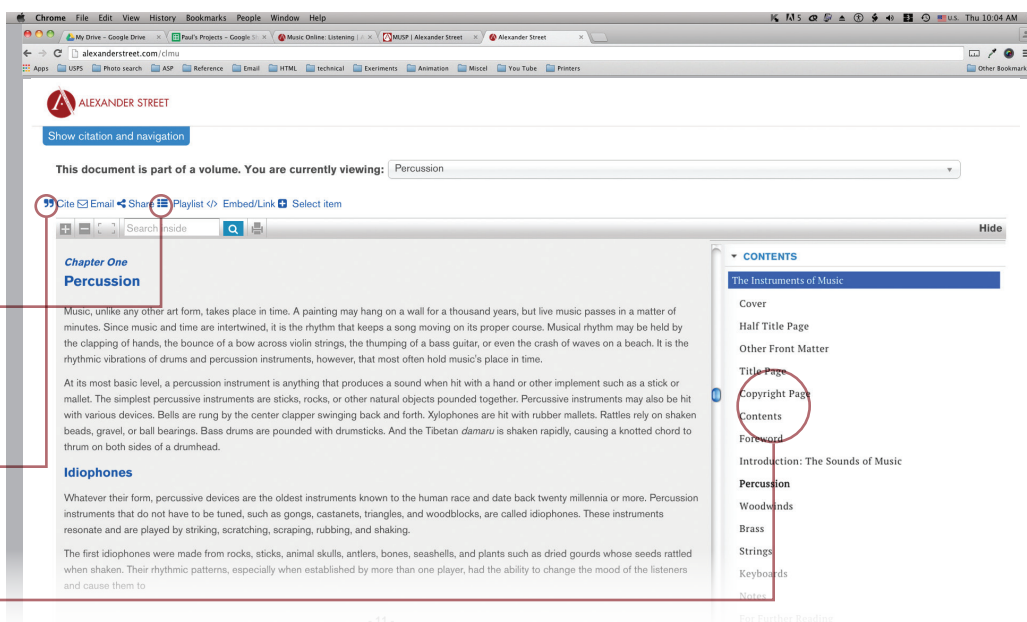 Chrome File Edit View History Bookmarks People Window Help
5 U.S. Thu 10:04 AM
My Drive - Google Drive
Paul's Projects - Google S
Music Online: Listening | A
MUSP | Alexander Street
Alexander Street
alexanderstreet.com/clmu
Apps USPS Photo search ASP Reference Email HTML technical Exeriments Animation Miscel You Tube Printers Other Bookmark
ALEXANDER STREET
Show citation and navigation
This document is part of a volume. You are currently viewing: Percussion
Cite Email Share Playlist </> Embed/Link Select item
Search inside
Hide
Chapter One
Percussion
Music, unlike any other art form, takes place in time. A painting may hang on a wall for a thousand years, but live music passes in a matter of
minutes. Since music and time are intertwined, it is the rhythm that keeps a song moving on its proper course. Musical rhythm may be held by
the clapping of hands, the bounce of a bow across violin strings, the thumping of a bass guitar, or even the crash of waves on a beach. It is the
rhythmic vibrations of drums and percussion instruments, however, that most often hold music's place in time.
At its most basic level, a percussion instrument is anything that produces a sound when hit with a hand or other implement such as a stick or
mallet. The simplest percussive instruments are sticks, rocks, or other natural objects pounded together. Percussive instruments may also be hit
with various devices. Bells are rung by the center clapper swinging back and forth. Xylophones are hit with rubber mallets. Rattles rely on shaken
beads, gravel, or ball bearings. Bass drums are pounded with drumsticks. And the Tibetan damaru is shaken rapidly, causing a knotted chord to
thrum on both sides of a drumhead.
Idiophones
Whatever their form, percussive devices are the oldest instruments known to the human race and date back twenty millennia or more. Percussion
instruments that do not have to be tuned, such as gongs, castanets, triangles, and woodblocks, are called idiophones. These instruments
resonate and are played by striking, scratching, scraping, rubbing, and shaking.
The first idiophones were made from rocks, sticks, animal skulls, antlers, bones, seashells, and plants such as dried gourds whose seeds rattled
when shaken. Their rhythmic patterns, especially when established by more than one player, had the ability to change the mood of the listeners
and cause them to
CONTENTS
The Instruments of Music
Cover
Half Title Page
Other Front Matter
Title Page
Copyright Page
Contents
Foreword
Introduction: The Sounds of Music
Percussion
Woodwinds
Brass
Strings
Keyboards
Notes
For Further Reading